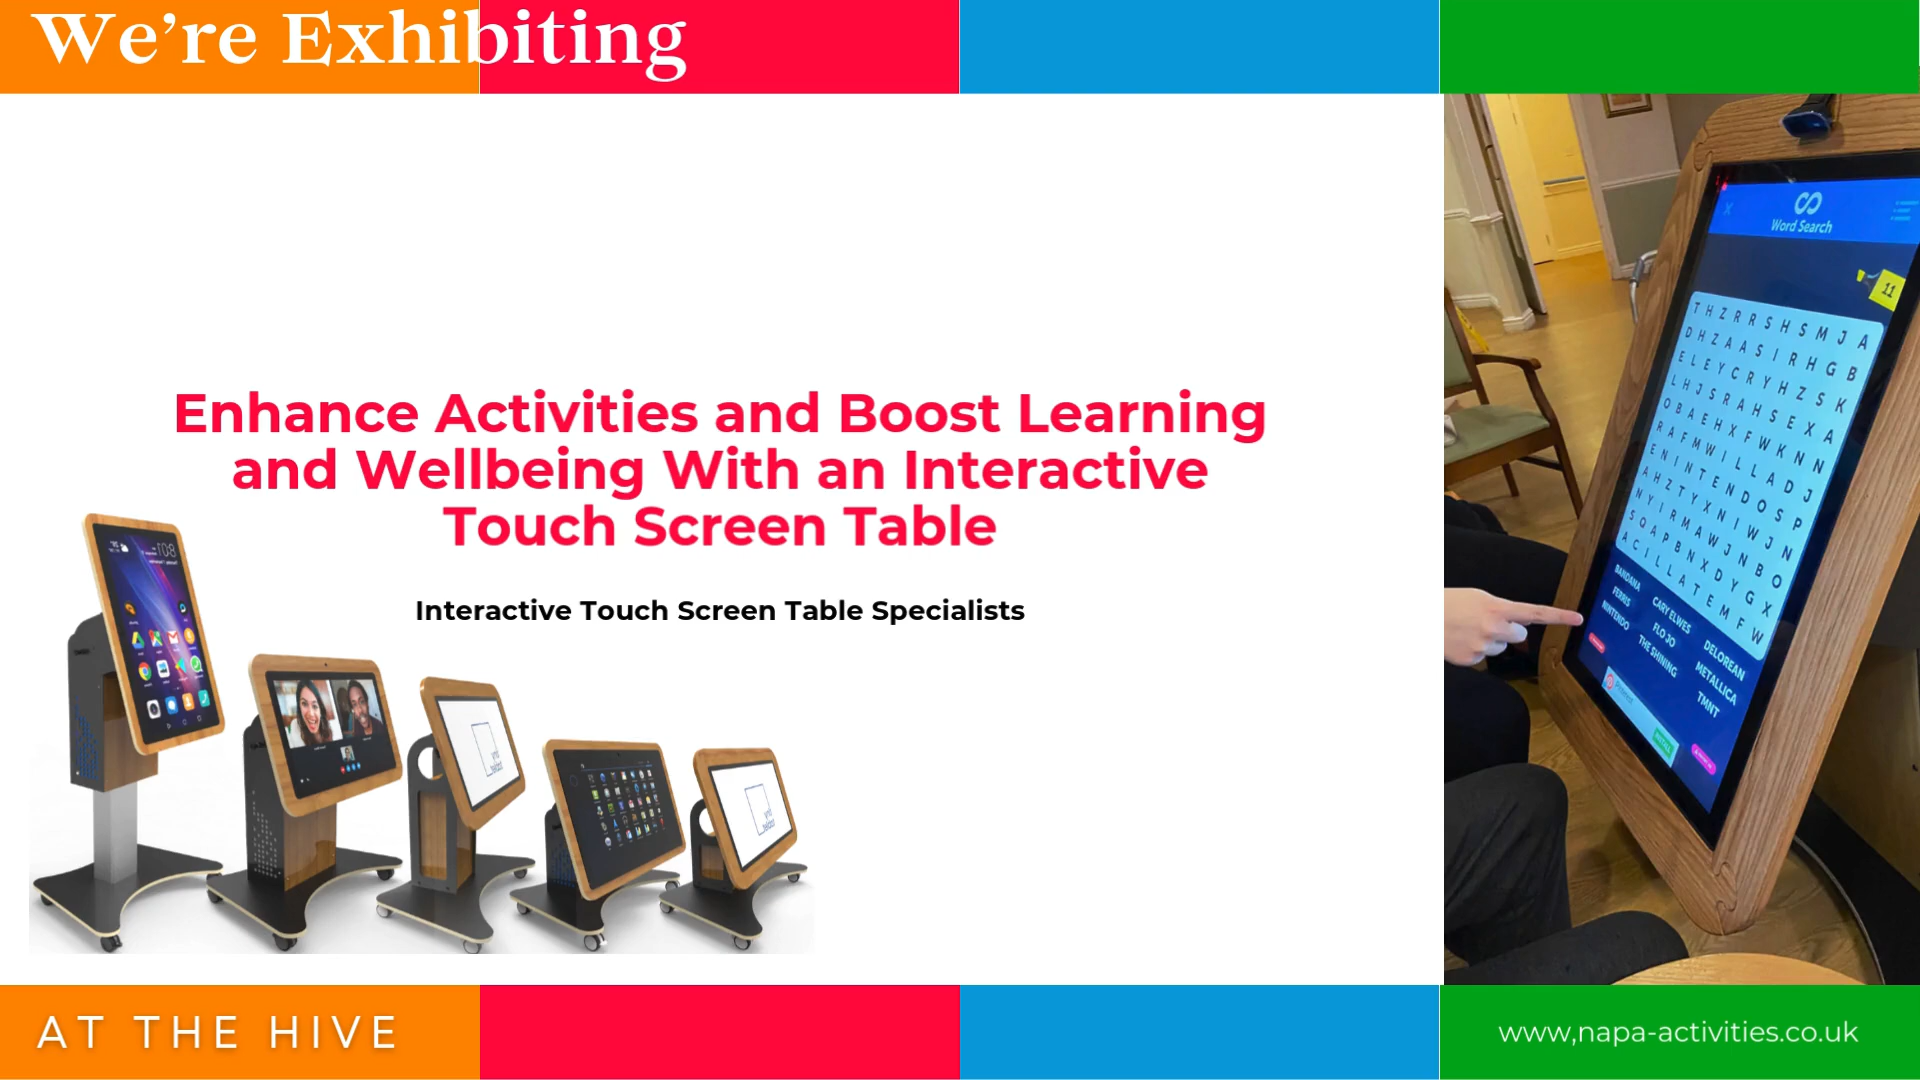 We're Exhibiting
Enhance Activities and Boost Learning
and Wellbeing With an Interactive
Touch Screen Table
Interactive Touch Screen Table Specialists
Word Search
11
T H Z R R S H S M J A
D H Z A A S I R H G B
E L E Y C R Y H Z S K
L H J S R A H S E X A
O B A E H X F W K N N
R A F M W I L L A D J
E N I N T E N D O S P
A H Z T Y X N I W J N
N Y I R M A W J N B O
S Q A P B N X D Y G X
A C I L L A T E M F W
BANDANA
FERRIS
NINTENDO
CARY ELWES
FLO JO
THE SHINING
DELOREAN
METALLICA
TMNT
AT THE HIVE
www,napa-activities.co.uk